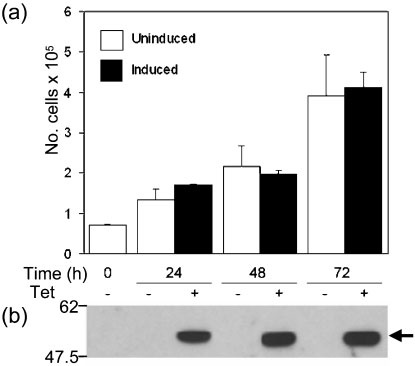 (a)
No. cells x 10⁵
6
5
4
3
2
1
0
Uninduced
Induced
Time (h) 0 24 48 72
Tet - - + - + - +
(b)
62
47.5